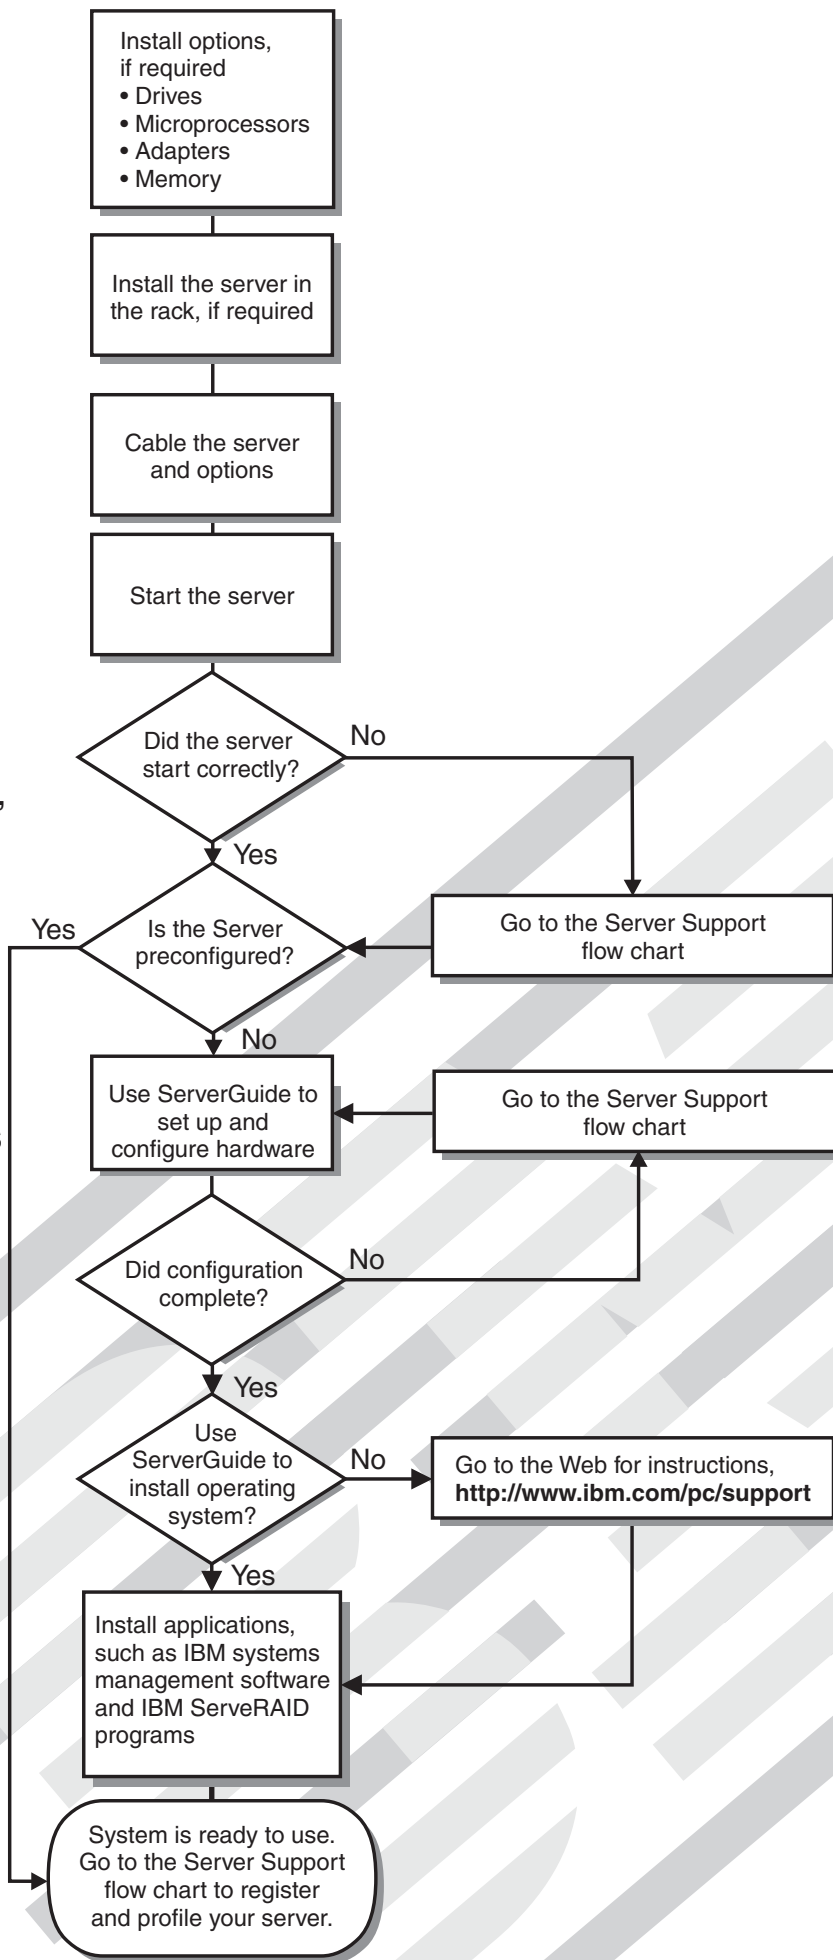 Install options,
if required
• Drives
• Microprocessors
• Adapters
• Memory
Install the server in
the rack, if required
Cable the server
and options
Start the server
Did the server
start correctly?
No
Yes
Is the Server
preconfigured?
Yes
Go to the Server Support
flow chart
No
Use ServerGuide to
set up and
configure hardware
Go to the Server Support
flow chart
Did configuration
complete?
No
Yes
Use
ServerGuide to
install operating
system?
No
Go to the Web for instructions,
http://www.ibm.com/pc/support
Yes
Install applications,
such as IBM systems
management software
and IBM ServeRAID
programs
System is ready to use.
Go to the Server Support
flow chart to register
and profile your server.